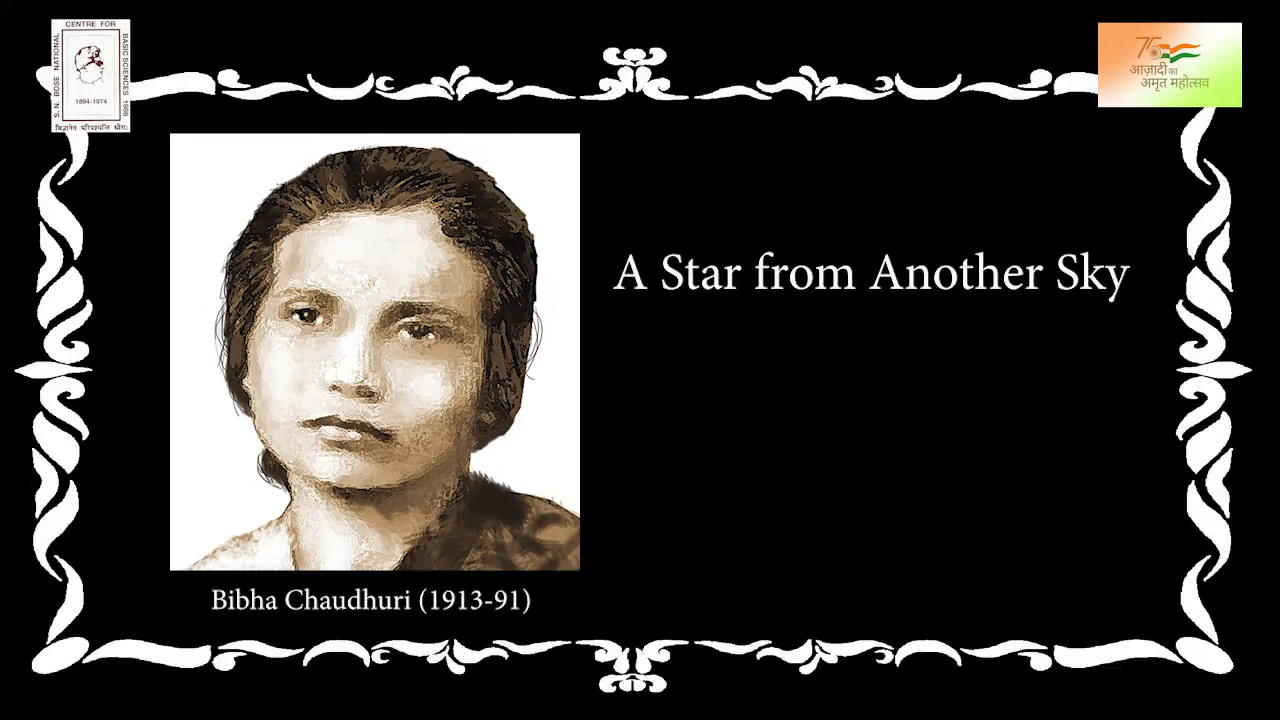 CENTRE FOR
S. N. BOSE NATIONAL
BASIC SCIENCES 1986
1894-1974
75
आज़ादी का
अमृत महोत्सव
A Star from Another Sky
Bibha Chaudhuri (1913-91)